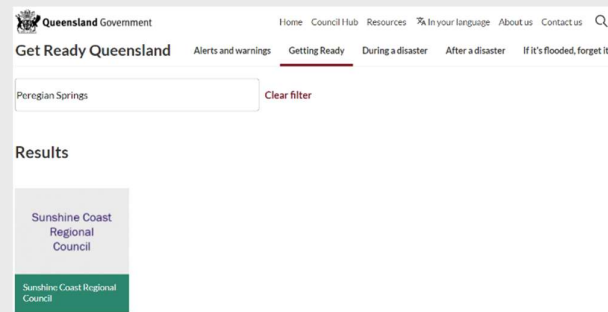 Queensland Government
Home Council Hub Resources In your language About us Contact us
Get Ready Queensland
Alerts and warnings Getting Ready During a disaster After a disaster If it's flooded, forget it
Peregian Springs
Clear filter
Results
Sunshine Coast
Regional
Council
Sunshine Coast Regional
Council